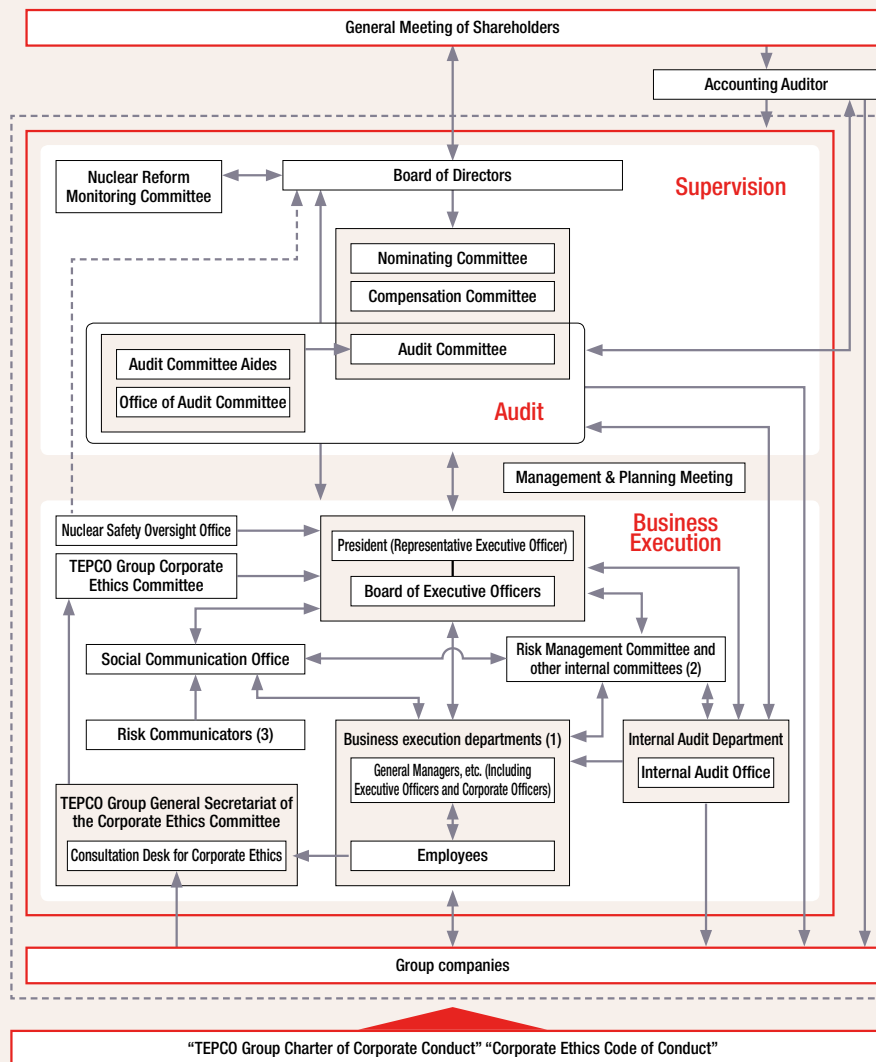 General Meeting of Shareholders
Accounting Auditor
Nuclear Reform
Monitoring Committee
Board of Directors
Supervision
Nominating Committee
Compensation Committee
Audit Committee
Audit Committee Aides
Office of Audit Committee
Audit
Management & Planning Meeting
Business
Execution
Nuclear Safety Oversight Office
President (Representative Executive Officer)
TEPCO Group Corporate
Ethics Committee
Board of Executive Officers
Social Communication Office
Risk Management Committee and
other internal committees (2)
Risk Communicators (3)
Business execution departments (1)
General Managers, etc. (Including
Executive Officers and Corporate Officers)
Internal Audit Department
Internal Audit Office
TEPCO Group General Secretariat of
the Corporate Ethics Committee
Consultation Desk for Corporate Ethics
Employees
Group companies
“TEPCO Group Charter of Corporate Conduct” “Corporate Ethics Code of Conduct”